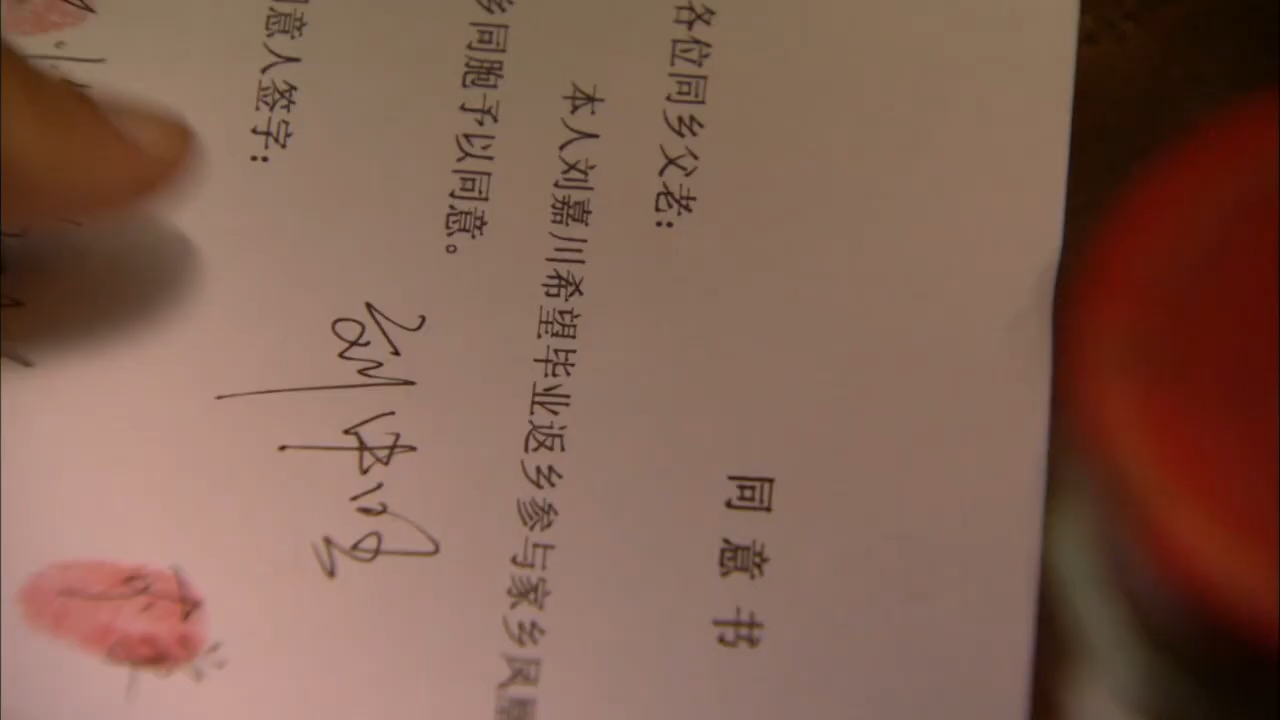 同意书
各位同乡父老：
本人刘嘉川希望毕业返乡参与家乡风
乡同胞予以同意。
意人签字：